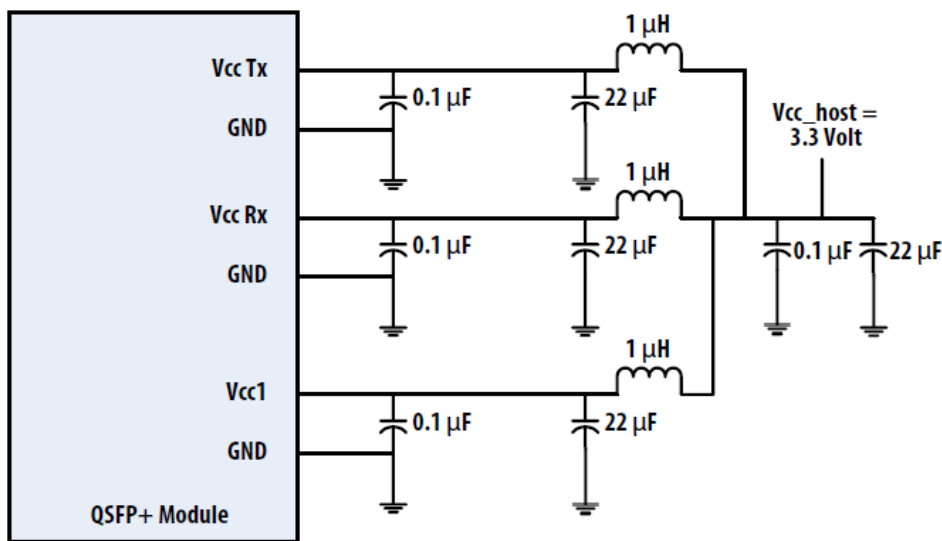 1 µH
Vcc Tx
0.1 µF
22 µF
GND
Vcc_host =
3.3 Volt
1 µH
Vcc Rx
0.1 µF
22 µF
0.1 µF
22 µF
GND
1 µH
Vcc1
0.1 µF
22 µF
GND
QSFP+ Module